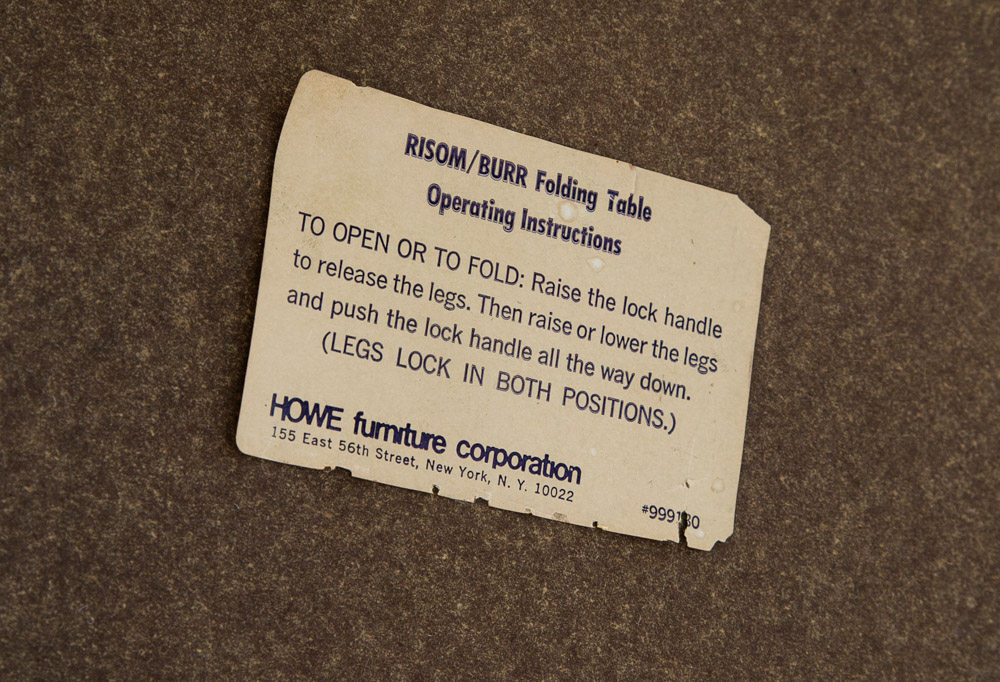 RISOM/BURR Folding Table
Operating Instructions
TO OPEN OR TO FOLD: Raise the lock handle
to release the legs. Then raise or lower the legs
and push the lock handle all the way down.
(LEGS LOCK IN BOTH POSITIONS.)
HOWE furniture corporation
155 East 56th Street, New York, N. Y. 10022